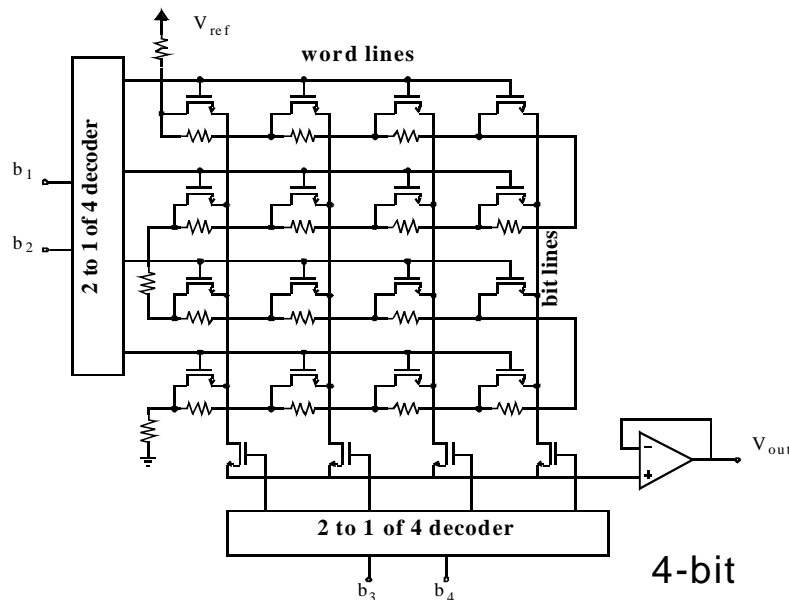 V_ref
word lines
b_1
b_2
2 to 1 of 4 decoder
bit lines
-
+
V_out
2 to 1 of 4 decoder
b_3
b_4
4-bit